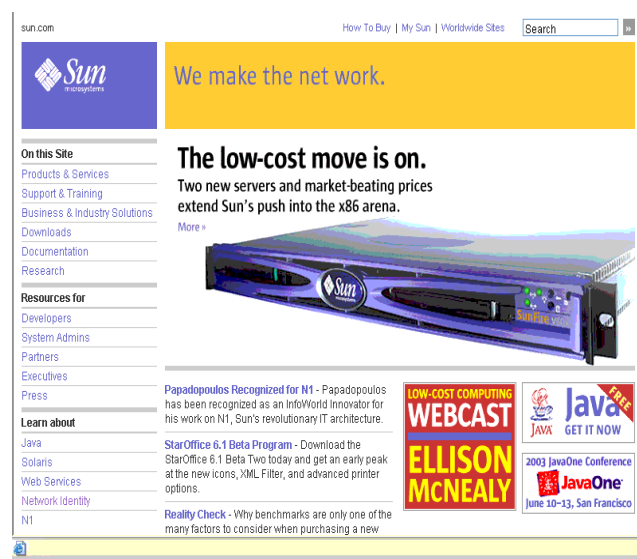 sun.com
How To Buy | My Sun | Worldwide Sites
Search
»
Sun
microsystems
We make the net work.
On this Site
Products & Services
Support & Training
Business & Industry Solutions
Downloads
Documentation
Research
Resources for
Developers
System Admins
Partners
Executives
Press
Learn about
Java
Solaris
Web Services
Network Identity
N1
The low-cost move is on.
Two new servers and market-beating prices
extend Sun's push into the x86 arena.
More »
Sun
microsystems
SunFire
Papadopoulos Recognized for N1 - Papadopoulos
has been recognized as an InfoWorld Innovator for
his work on N1, Sun's revolutionary IT architecture.
StarOffice 6.1 Beta Program - Download the
StarOffice 6.1 Beta Two today and get an early peak
at the new icons, XML Filter, and advanced printer
options.
Reality Check - Why benchmarks are only one of the
many factors to consider when purchasing a new
LOW-COST COMPUTING
WEBCAST
ELLISON
McNEALY
JAVA
Java
GET IT NOW
FREE
2003 JavaOne Conference
JavaOne
June 10-13, San Francisco